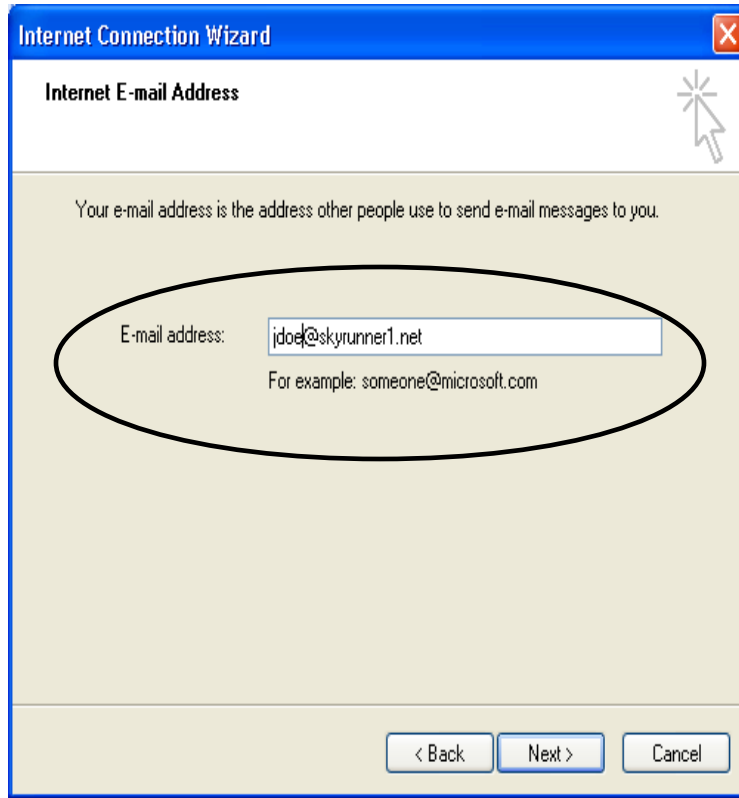 Internet Connection Wizard
Internet E-mail Address
Your e-mail address is the address other people use to send e-mail messages to you.
E-mail address: jdoe@skyrunner1.net
For example: someone@microsoft.com
< Back Next > Cancel